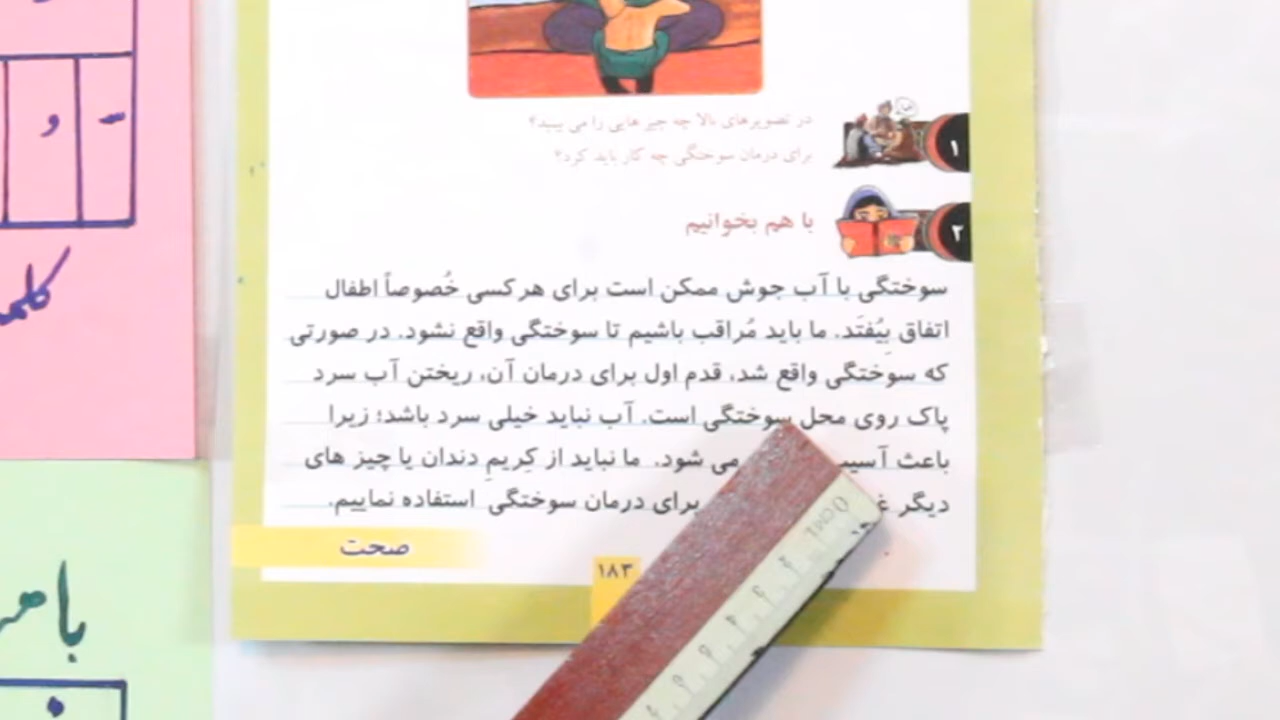 در تصویرهای بالا چه چیز هایی را می بینید؟
برای درمان سوختگی چه کار باید کرد؟
۱
با هم بخوانیم
۲
سوختگی با آب جوش ممکن است برای هر کسی خُصوصاً اطفال
اتفاق بِیُفتَد. ما باید مُراقب باشیم تا سوختگی واقع نشود. در صورتی
که سوختگی واقع شد، قدم اول برای درمان آن، ریختن آب سرد
پاک روی محل سوختگی است. آب نباید خیلی سرد باشد؛ زیرا
باعث می شود. ما نباید از کِریمِ دندان یا چیز های
دیگر برای درمان سوختگی استفاده نماییم.
صحت
۱۸۳
و
با